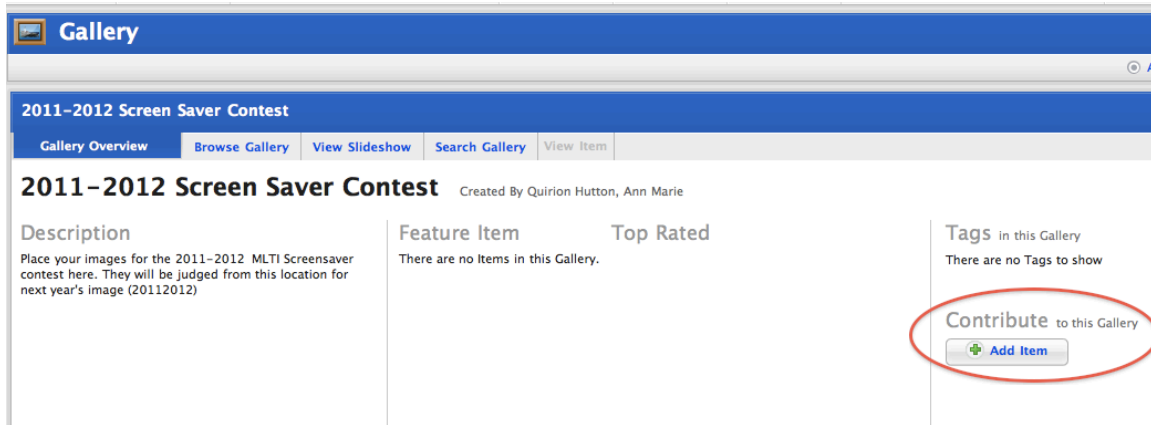 Gallery
A
2011-2012 Screen Saver Contest
Gallery Overview Browse Gallery View Slideshow Search Gallery View Item
2011-2012 Screen Saver Contest Created By Quirion Hutton, Ann Marie
Description
Place your images for the 2011-2012 MLTI Screensaver
contest here. They will be judged from this location for
next year's image (20112012)
Feature Item
There are no Items in this Gallery.
Top Rated
Tags in this Gallery
There are no Tags to show
Contribute to this Gallery
Add Item